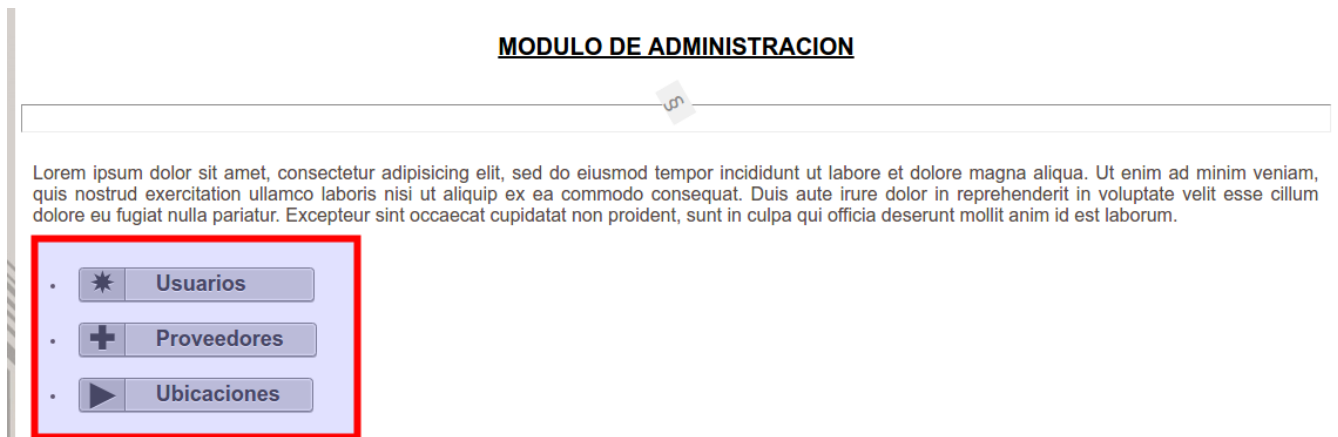 MODULO DE ADMINISTRACION
§
Lorem ipsum dolor sit amet, consectetur adipisicing elit, sed do eiusmod tempor incididunt ut labore et dolore magna aliqua. Ut enim ad minim veniam,
quis nostrud exercitation ullamco laboris nisi ut aliquip ex ea commodo consequat. Duis aute irure dolor in reprehenderit in voluptate velit esse cillum
dolore eu fugiat nulla pariatur. Excepteur sint occaecat cupidatat non proident, sunt in culpa qui officia deserunt mollit anim id est laborum.
Usuarios
Proveedores
Ubicaciones